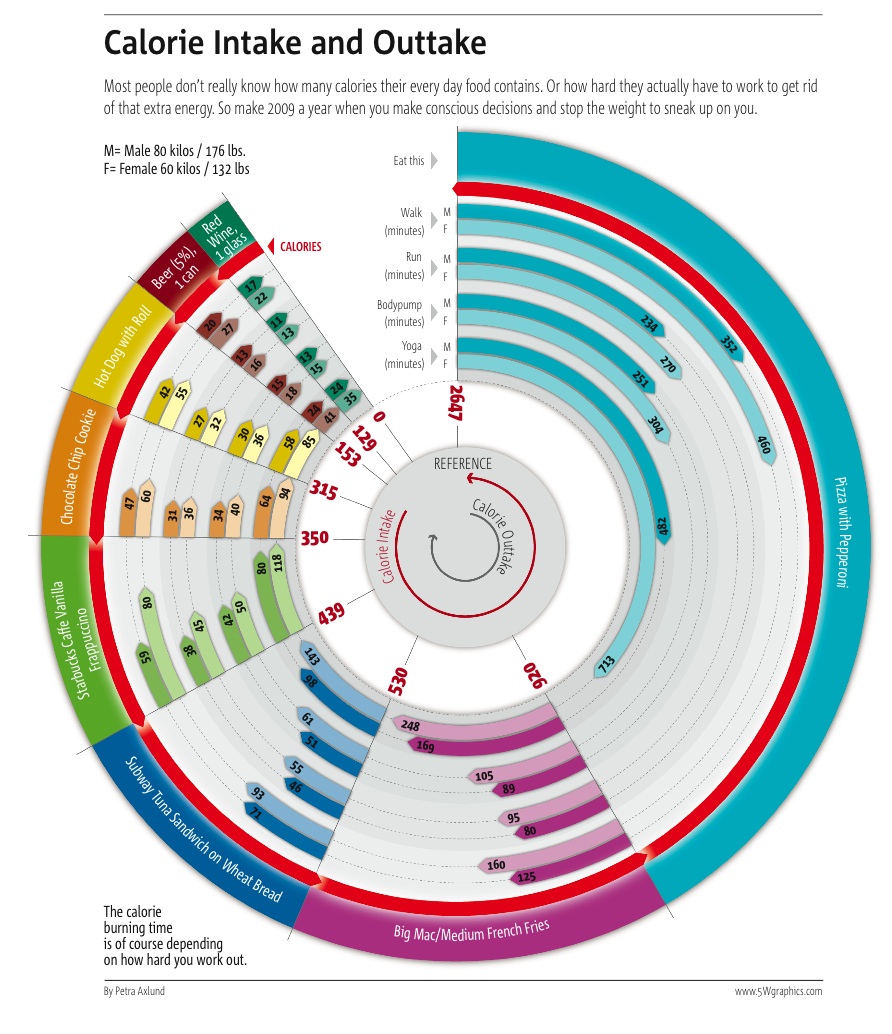 Calorie Intake and Outtake
Most people don't really know how many calories their every day food contains. Or how hard they actually have to work to get rid
of that extra energy. So make 2009 a year when you make conscious decisions and stop the weight to sneak up on you.
M= Male 80 kilos / 176 lbs.
F= Female 60 kilos / 132 lbs
Eat this
Walk
(minutes)
M
F
Run
(minutes)
M
F
Bodypump
(minutes)
M
F
Yoga
(minutes)
M
F
CALORIES
Red
Wine,
1 glass
17
22
11
13
13
15
24
35
Beer (5%),
1 can
20
27
13
16
15
18
24
41
Hot Dog with Roll
42
55
27
32
30
36
58
85
Chocolate Chip Cookie
47
60
31
36
34
40
64
94
Starbucks Caffe Vanilla
Frappuccino
59
80
38
45
42
50
80
118
Subway Tuna Sandwich on Wheat Bread
143
98
61
51
55
46
93
71
Big Mac/Medium French Fries
248
169
105
89
95
80
160
125
Pizza with Pepperoni
352
460
234
270
251
304
482
713
0
129
153
315
350
439
530
920
2647
REFERENCE
Calorie Intake
Calorie Outtake
The calorie
burning time
is of course depending
on how hard you work out.
By Petra Axlund
www.5Wgraphics.com